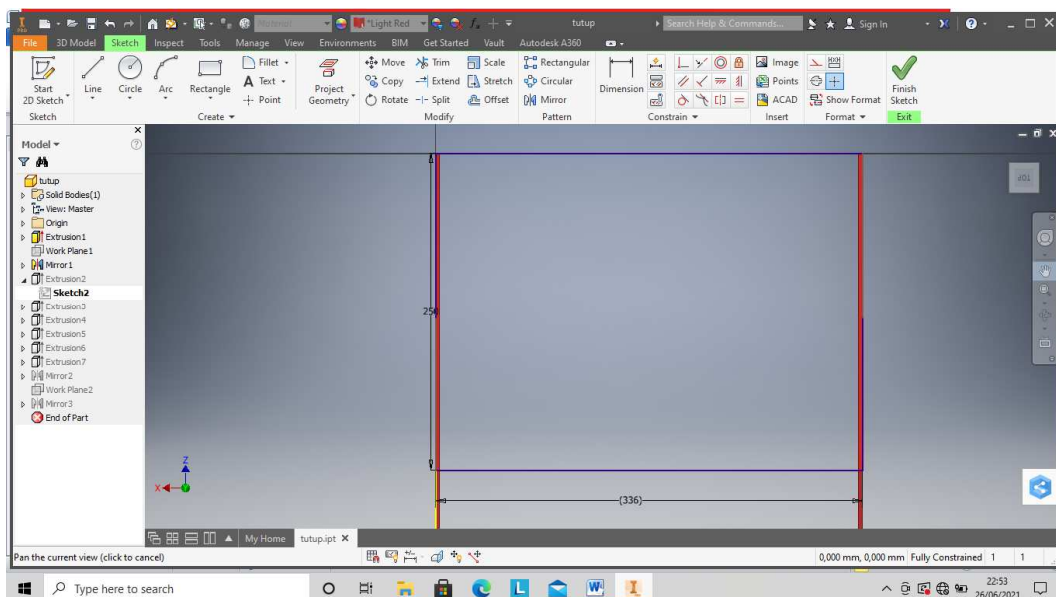 *Light Red
tutup
Search Help & Commands...
Sign In
File 3D Model Sketch Inspect Tools Manage View Environments BIM Get Started Vault Autodesk A360
Start 2D Sketch
Line
Circle
Arc
Rectangle
Fillet
Text
Point
Project Geometry
Move
Copy
Rotate
Trim
Extend
Split
Scale
Stretch
Offset
Rectangular
Circular
Mirror
Dimension
Image
Points
ACAD
Show Format
Finish Sketch
Sketch Create Modify Pattern Constrain Insert Format Exit
Model
tutup
Solid Bodies(1)
View: Master
Origin
Extrusion1
Work Plane1
Mirror1
Extrusion2
Sketch2
Extrusion3
Extrusion4
Extrusion5
Extrusion6
Extrusion7
Mirror2
Work Plane2
Mirror3
End of Part
TOP
(336)
Z
X
My Home tutup.ipt
Pan the current view (click to cancel)
0,000 mm, 0,000 mm Fully Constrained 1 1
Type here to search
22:53
26/06/2021